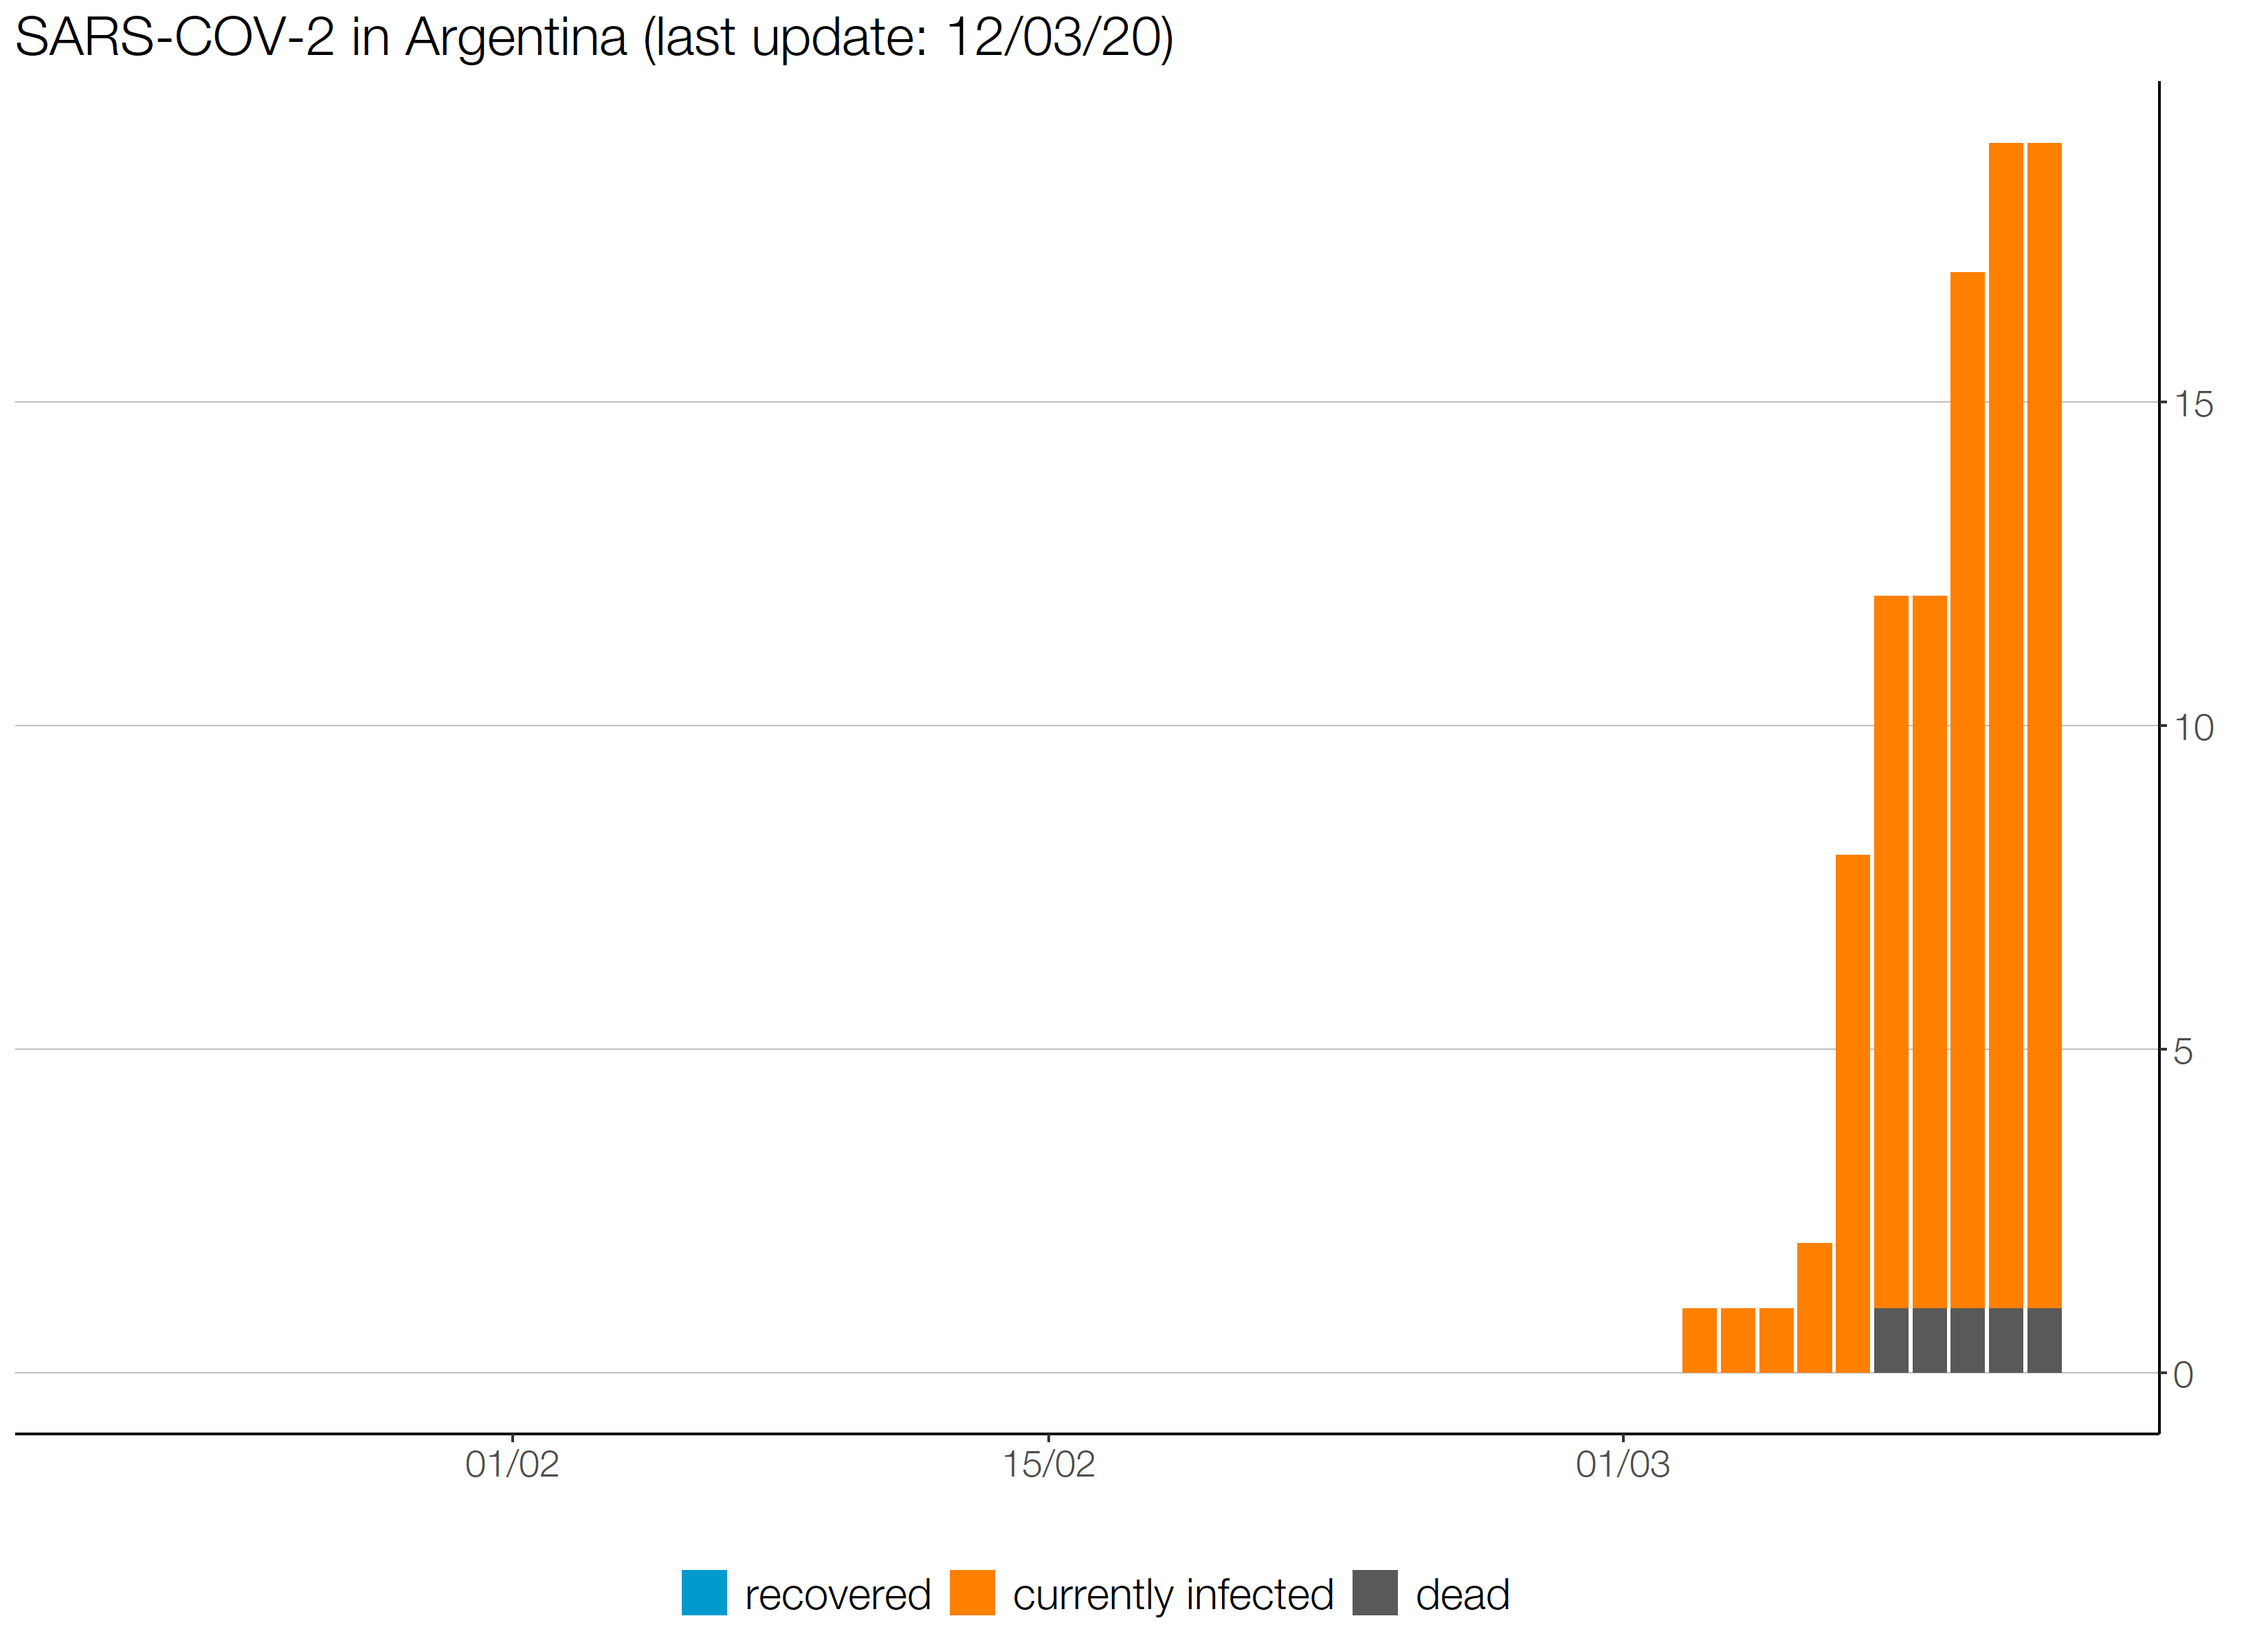 SARS-COV-2 in Argentina (last update: 12/03/20)
15
10
5
0
01/02 15/02 01/03
recovered currently infected dead